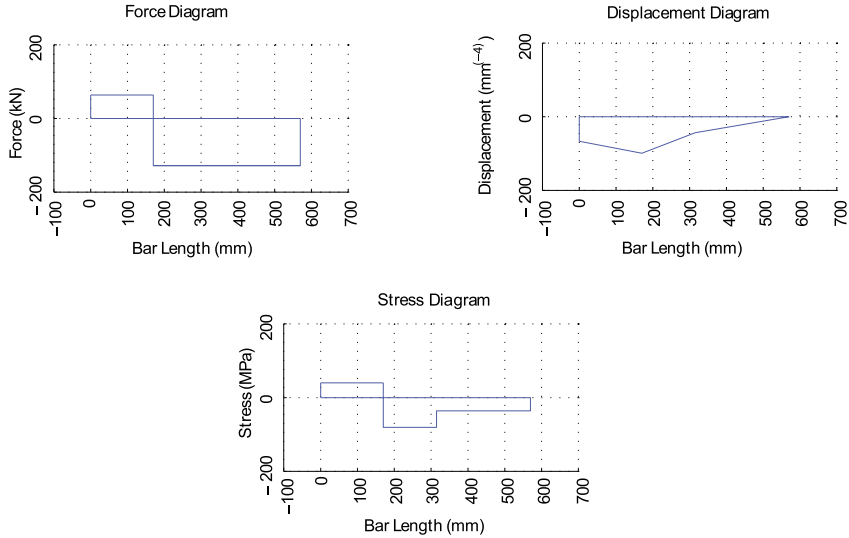 Force Diagram
Force (kN)
200
0
−200
−100 0 100 200 300 400 500 600 700
Bar Length (mm)
Displacement Diagram
Displacement (mm(−4))
200
0
−200
−100 0 100 200 300 400 500 600 700
Bar Length (mm)
Stress Diagram
Stress (MPa)
200
0
−200
−100 0 100 200 300 400 500 600 700
Bar Length (mm)